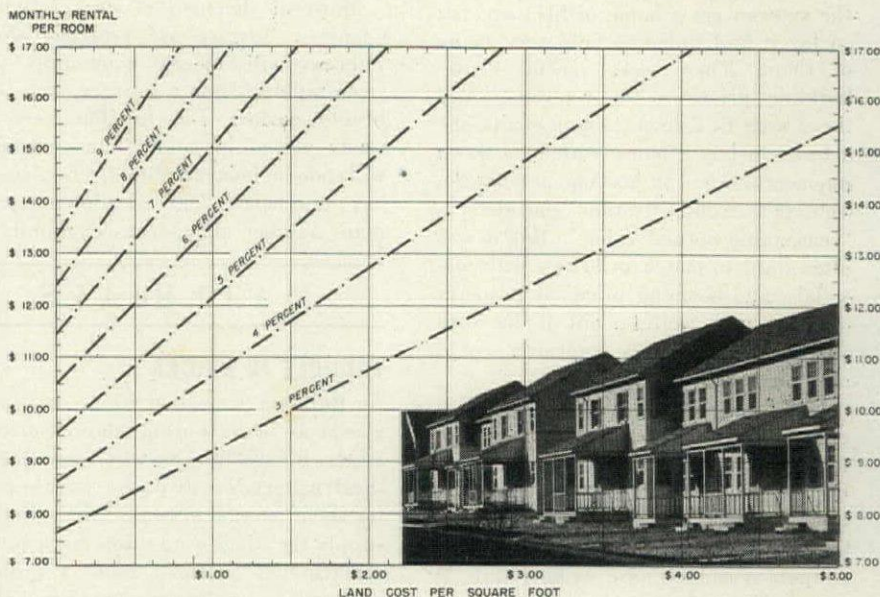 MONTHLY RENTAL
PER ROOM
$ 17.00
$ 16.00
$ 15.00
$ 14.00
$ 13.00
$ 12.00
$ 11.00
$ 10.00
$ 9.00
$ 8.00
$ 7.00
9 PERCENT
8 PERCENT
7 PERCENT
6 PERCENT
5 PERCENT
4 PERCENT
3 PERCENT
$ 17.00
$ 16.00
$ 15.00
$ 14.00
$ 13.00
$ 12.00
$ 11.00
$ 10.00
$ 9.00
$ 8.00
$ 7.00
$ 1.00
$ 2.00
$ 3.00
$ 4.00
$ 5.00
LAND COST PER SQUARE FOOT